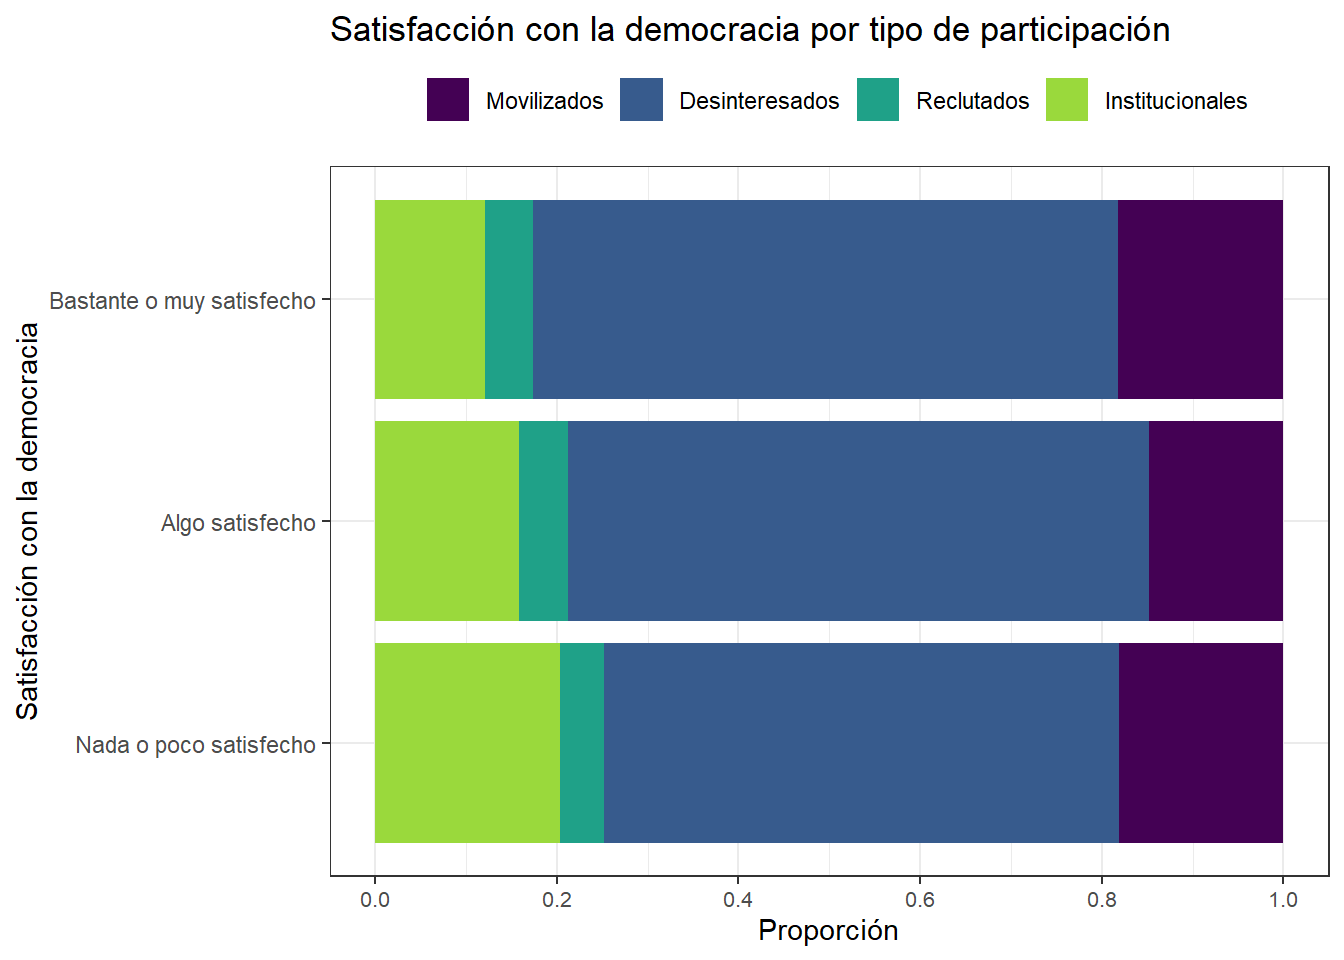 Satisfacción con la democracia por tipo de participación
Movilizados Desinteresados Reclutados Institucionales
Satisfacción con la democracia
Bastante o muy satisfecho
Algo satisfecho
Nada o poco satisfecho
0.0 0.2 0.4 0.6 0.8 1.0
Proporción